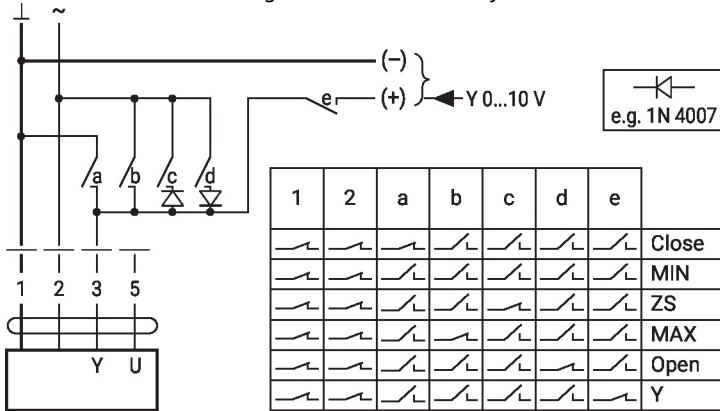 ⊥ ~
(–)
e (+) Y 0...10 V
e.g. 1N 4007
a b c d
1 2 a b c d e
Close
MIN
1 2 3 5
ZS
MAX
Y U
Open
Y